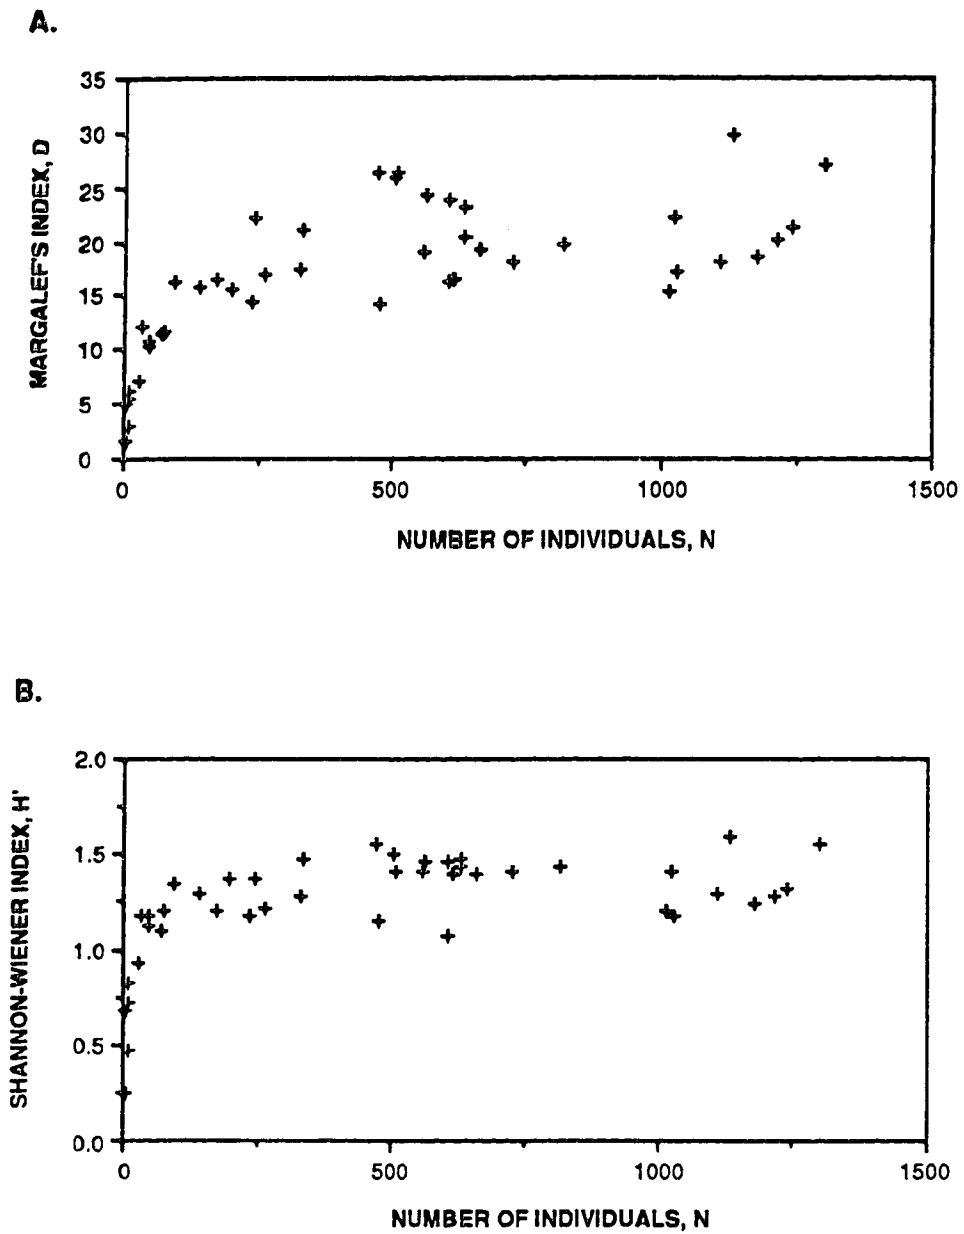 A.
MARGALEF'S INDEX, D
35
30
25
20
15
10
5
0
0 500 1000 1500
NUMBER OF INDIVIDUALS, N
B.
SHANNON-WIENER INDEX, H'
2.0
1.5
1.0
0.5
0.0
0 500 1000 1500
NUMBER OF INDIVIDUALS, N